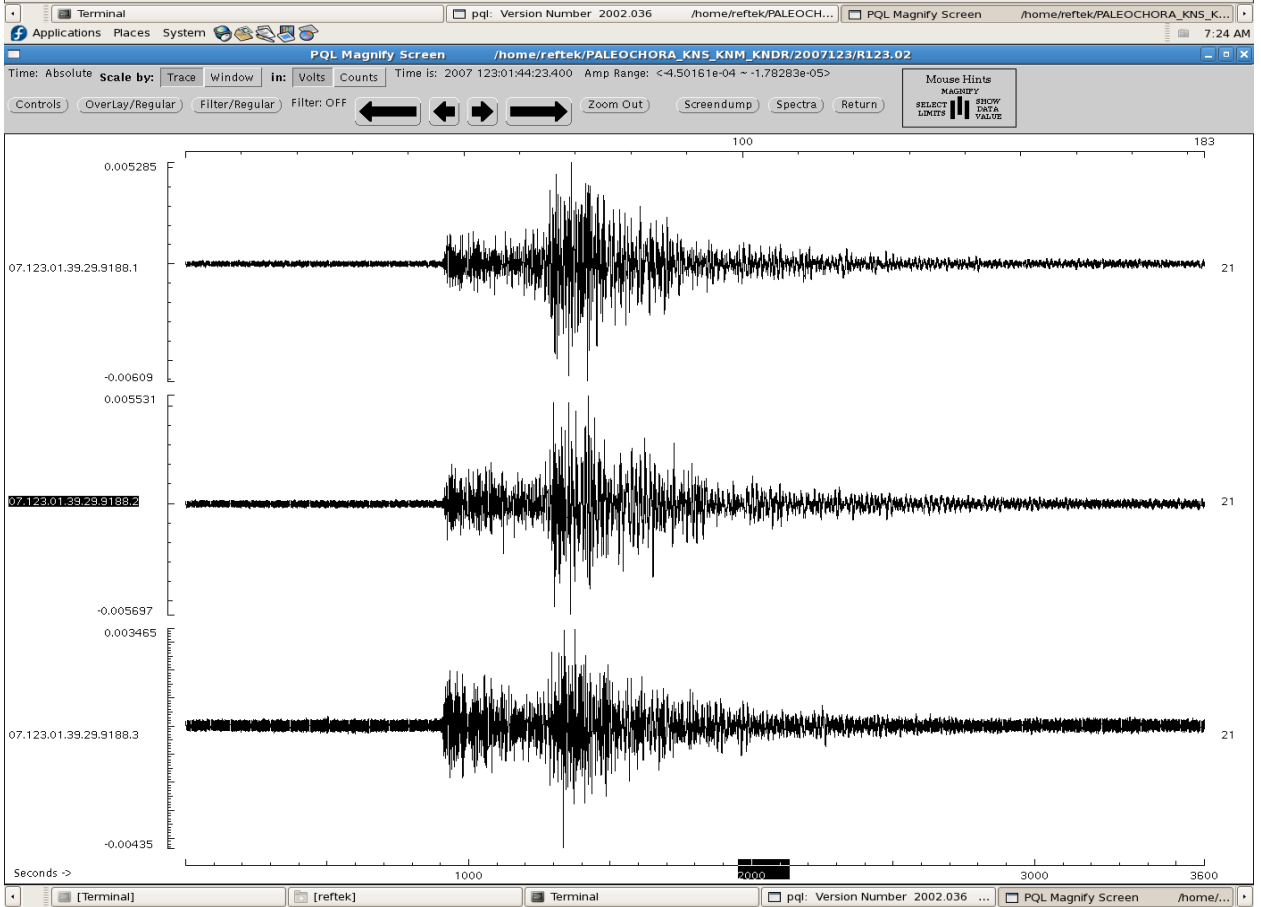 Terminal
pql: Version Number 2002.036 /home/reftek/PALEOCH...
PQL Magnify Screen /home/reftek/PALEOCHORA_KNS_K...
Applications Places System
7:24 AM
PQL Magnify Screen /home/reftek/PALEOCHORA_KNS_KNM_KNDR/2007123/R123.02
Time: Absolute Scale by: Trace Window in: Volts Counts Time is: 2007 123:01:44:23.400 Amp Range: <-4.50161e-04 ~ -1.78283e-05>
Controls OverLay/Regular Filter/Regular Filter: OFF Zoom Out Screendump Spectra Return
Mouse Hints
MAGNIFY
SELECT LIMITS
SHOW DATA VALUE
100 183
0.005285
07.123.01.39.29.9188.1 21
-0.00609
0.005531
07.123.01.39.29.9188.2 21
-0.005697
0.003465
07.123.01.39.29.9188.3 21
-0.00435
Seconds -> 1000 2000 3000 3600
[Terminal]
[reftek]
Terminal
pql: Version Number 2002.036 ...
PQL Magnify Screen /home/...